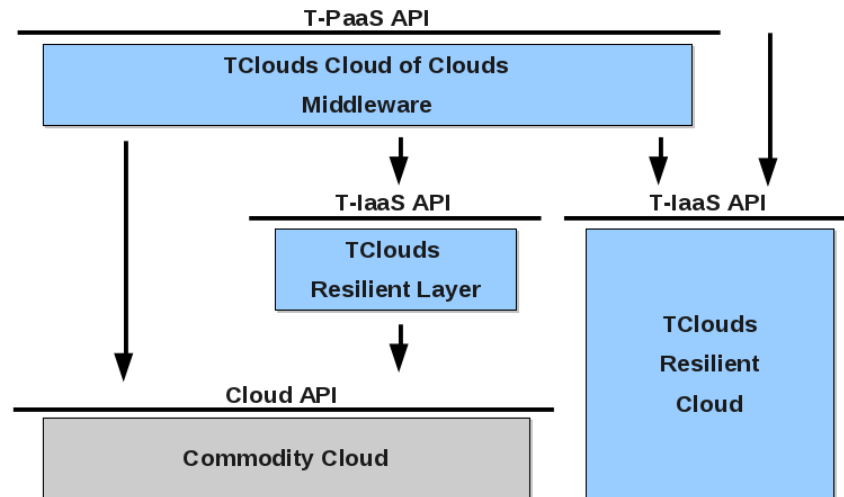 T-PaaS API
TClouds Cloud of Clouds
Middleware
T-IaaS API
T-IaaS API
TClouds
Resilient Layer
TClouds
Resilient
Cloud
Cloud API
Commodity Cloud